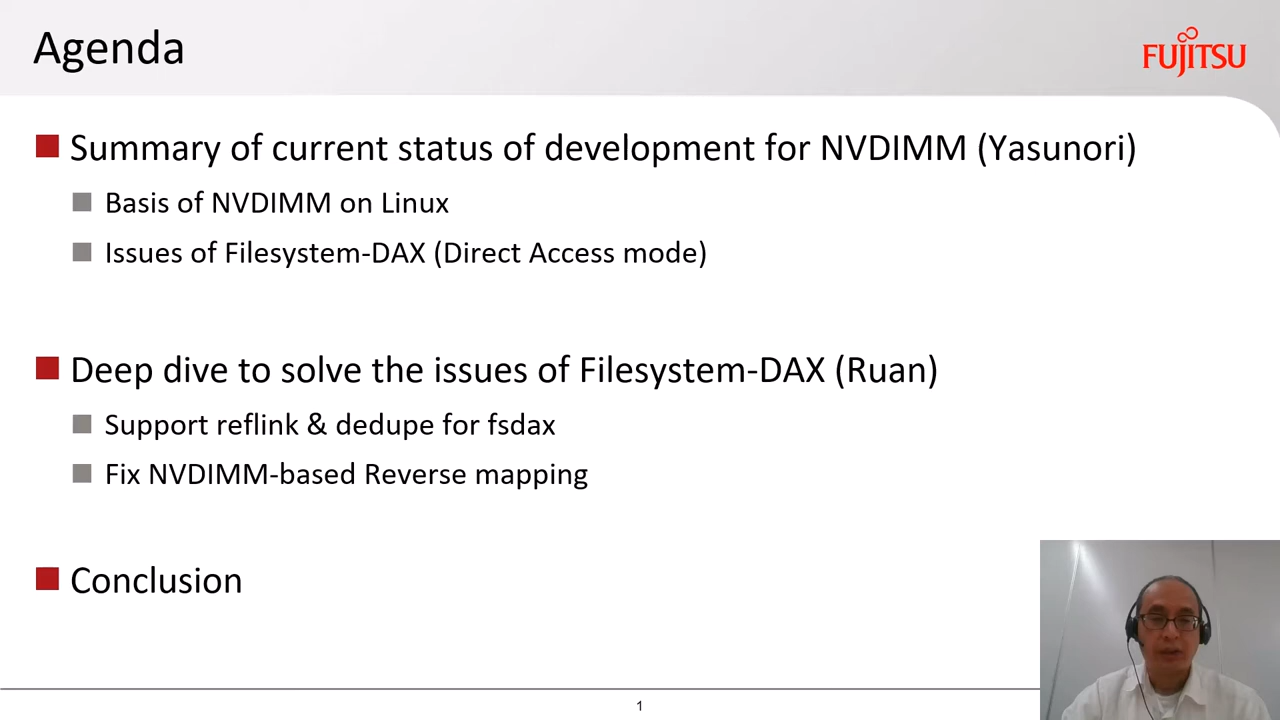 Agenda
FUJITSU
Summary of current status of development for NVDIMM (Yasunori)
Basis of NVDIMM on Linux
Issues of Filesystem-DAX (Direct Access mode)
Deep dive to solve the issues of Filesystem-DAX (Ruan)
Support reflink & dedupe for fsdax
Fix NVDIMM-based Reverse mapping
Conclusion
1